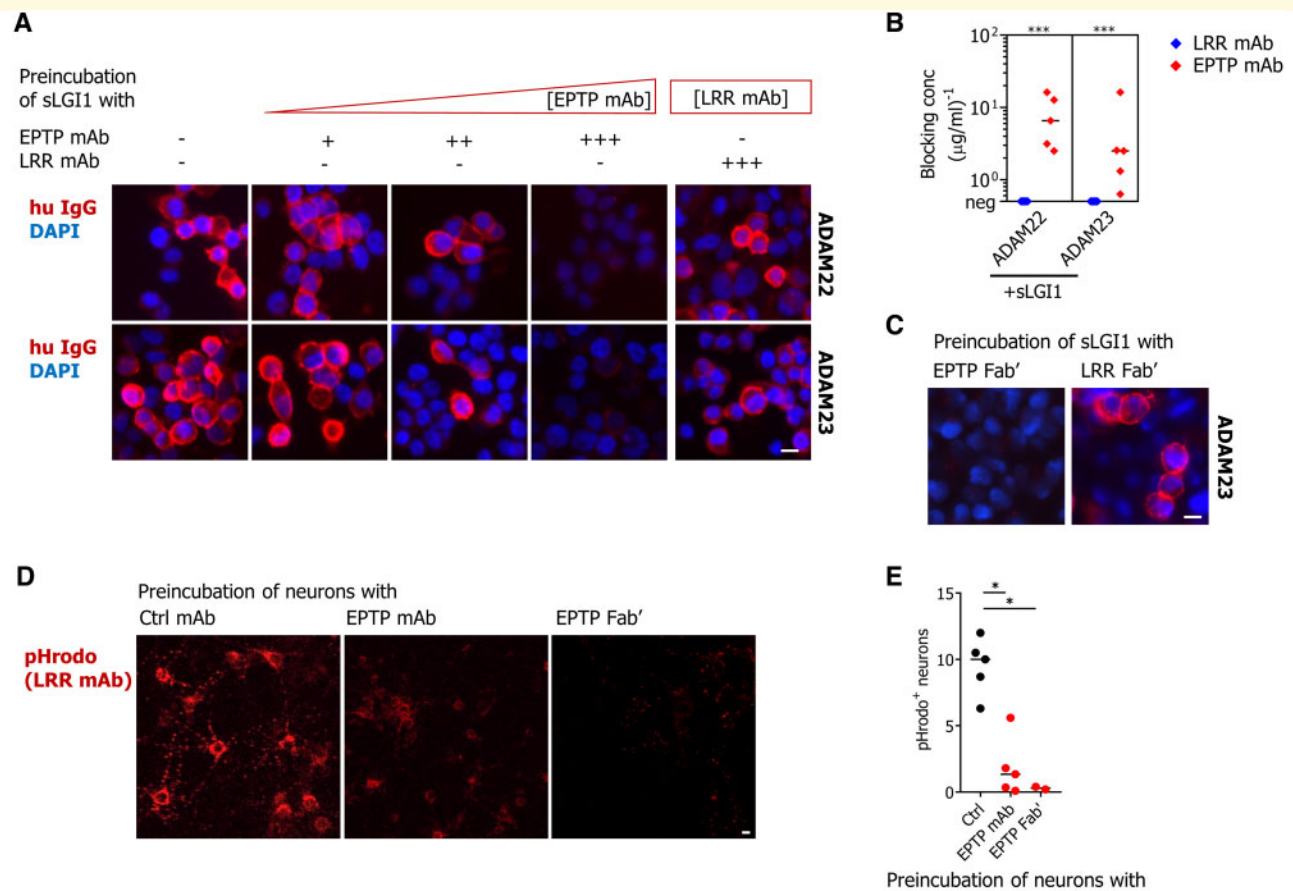 A
Preincubation
of sLGI1 with
[EPTP mAb]
[LRR mAb]
EPTP mAb - + ++ +++ -
LRR mAb - - - - +++
hu IgG
DAPI
ADAM22
hu IgG
DAPI
ADAM23
B
Blocking conc
(µg/ml)⁻¹
10²
10¹
10⁰
neg
*** ***
ADAM22
ADAM23
+sLGI1
LRR mAb
EPTP mAb
C
Preincubation of sLGI1 with
EPTP Fab′ LRR Fab′
ADAM23
D
Preincubation of neurons with
Ctrl mAb EPTP mAb EPTP Fab′
pHrodo
(LRR mAb)
E
pHrodo⁺ neurons
15
10
5
0
*
*
Ctrl
EPTP mAb
EPTP Fab′
Preincubation of neurons with